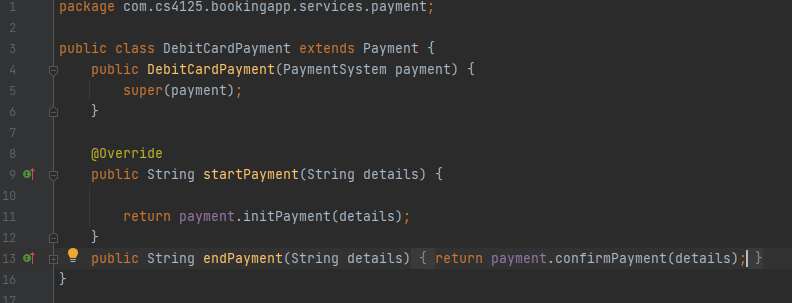 1 package com.cs4125.bookingapp.services.payment;
2
3 public class DebitCardPayment extends Payment {
4 public DebitCardPayment(PaymentSystem payment) {
5 super(payment);
6 }
7
8 @Override
9 public String startPayment(String details) {
10
11 return payment.initPayment(details);
12 }
13 public String endPayment(String details) { return payment.confirmPayment(details); }
16 }
17